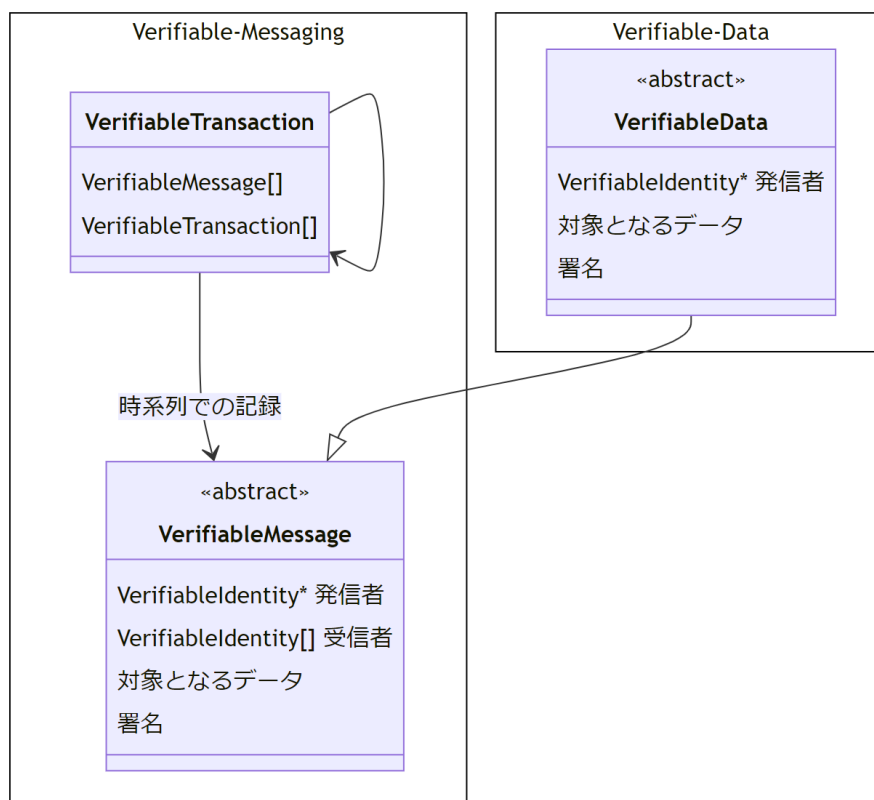 Verifiable-Messaging
VerifiableTransaction
VerifiableMessage[]
VerifiableTransaction[]
時系列での記録
«abstract»
VerifiableMessage
VerifiableIdentity* 発信者
VerifiableIdentity[] 受信者
対象となるデータ
署名
Verifiable-Data
«abstract»
VerifiableData
VerifiableIdentity* 発信者
対象となるデータ
署名